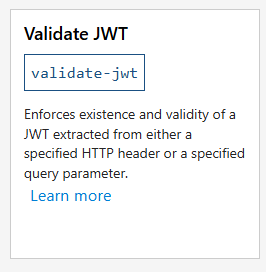 Validate JWT
validate-jwt
Enforces existence and validity of a
JWT extracted from either a
specified HTTP header or a specified
query parameter.
Learn more